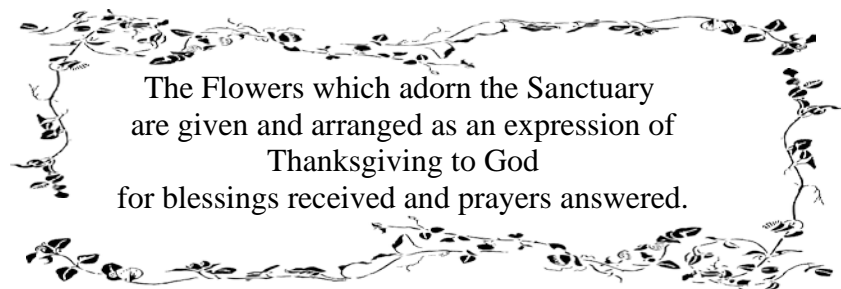 The Flowers which adorn the Sanctuary
are given and arranged as an expression of
Thanksgiving to God
for blessings received and prayers answered.